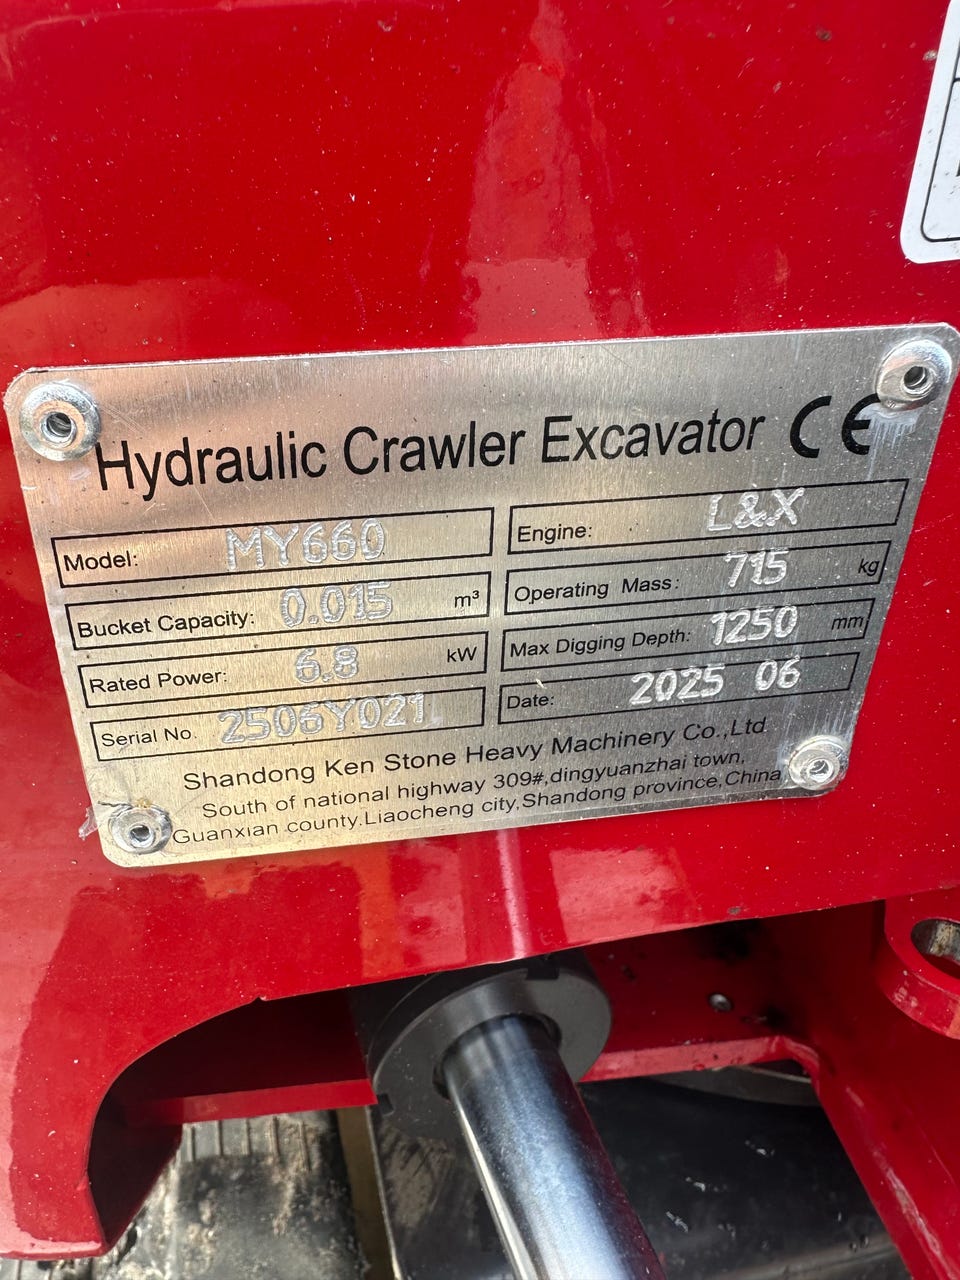 Hydraulic Crawler Excavator CE
Model: MY660
Engine: L&X
Bucket Capacity: 0.015 m³
Operating Mass: 715 kg
Rated Power: 6.8 kW
Max Digging Depth: 1250 mm
Serial No. 2506Y021
Date: 2025 06
Shandong Ken Stone Heavy Machinery Co.,Ltd
South of national highway 309#,dingyuanzhai town,
Guanxian county,Liaocheng city,Shandong province,China